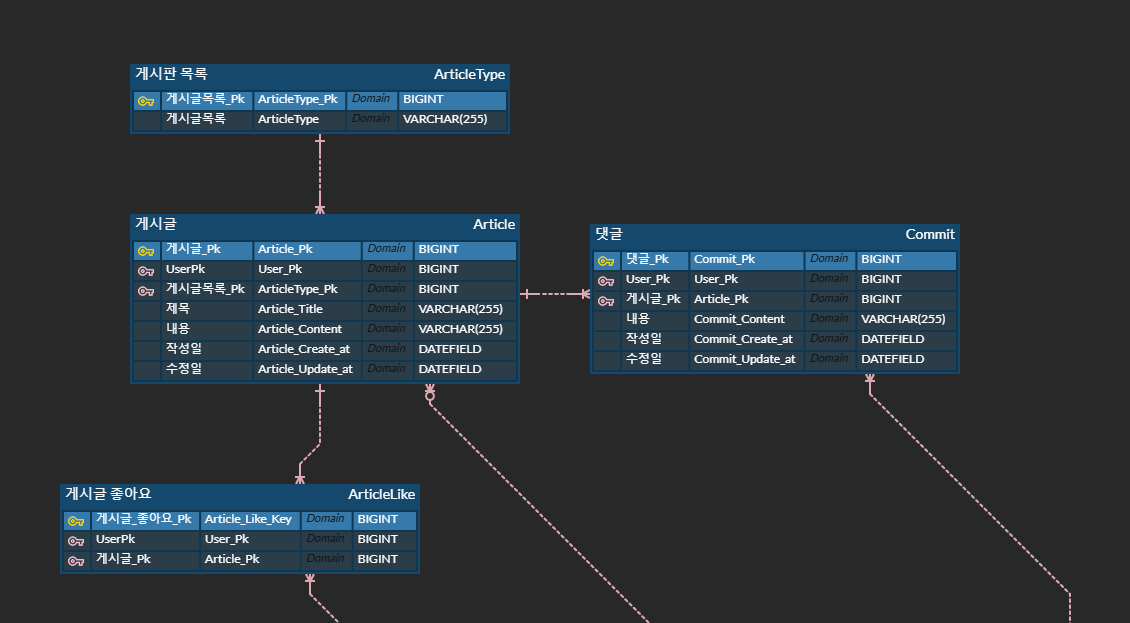 게시판 목록 ArticleType
게시글목록_Pk ArticleType_Pk Domain BIGINT
게시글목록 ArticleType Domain VARCHAR(255)
게시글 Article
게시글_Pk Article_Pk Domain BIGINT
UserPk User_Pk Domain BIGINT
게시글목록_Pk ArticleType_Pk Domain BIGINT
제목 Article_Title Domain VARCHAR(255)
내용 Article_Content Domain VARCHAR(255)
작성일 Article_Create_at Domain DATEFIELD
수정일 Article_Update_at Domain DATEFIELD
댓글 Commit
댓글_Pk Commit_Pk Domain BIGINT
User_Pk User_Pk Domain BIGINT
게시글_Pk Article_Pk Domain BIGINT
내용 Commit_Content Domain VARCHAR(255)
작성일 Commit_Create_at Domain DATEFIELD
수정일 Commit_Update_at Domain DATEFIELD
게시글 좋아요 ArticleLike
게시글_좋아요_Pk Article_Like_Key Domain BIGINT
UserPk User_Pk Domain BIGINT
게시글_Pk Article_Pk Domain BIGINT